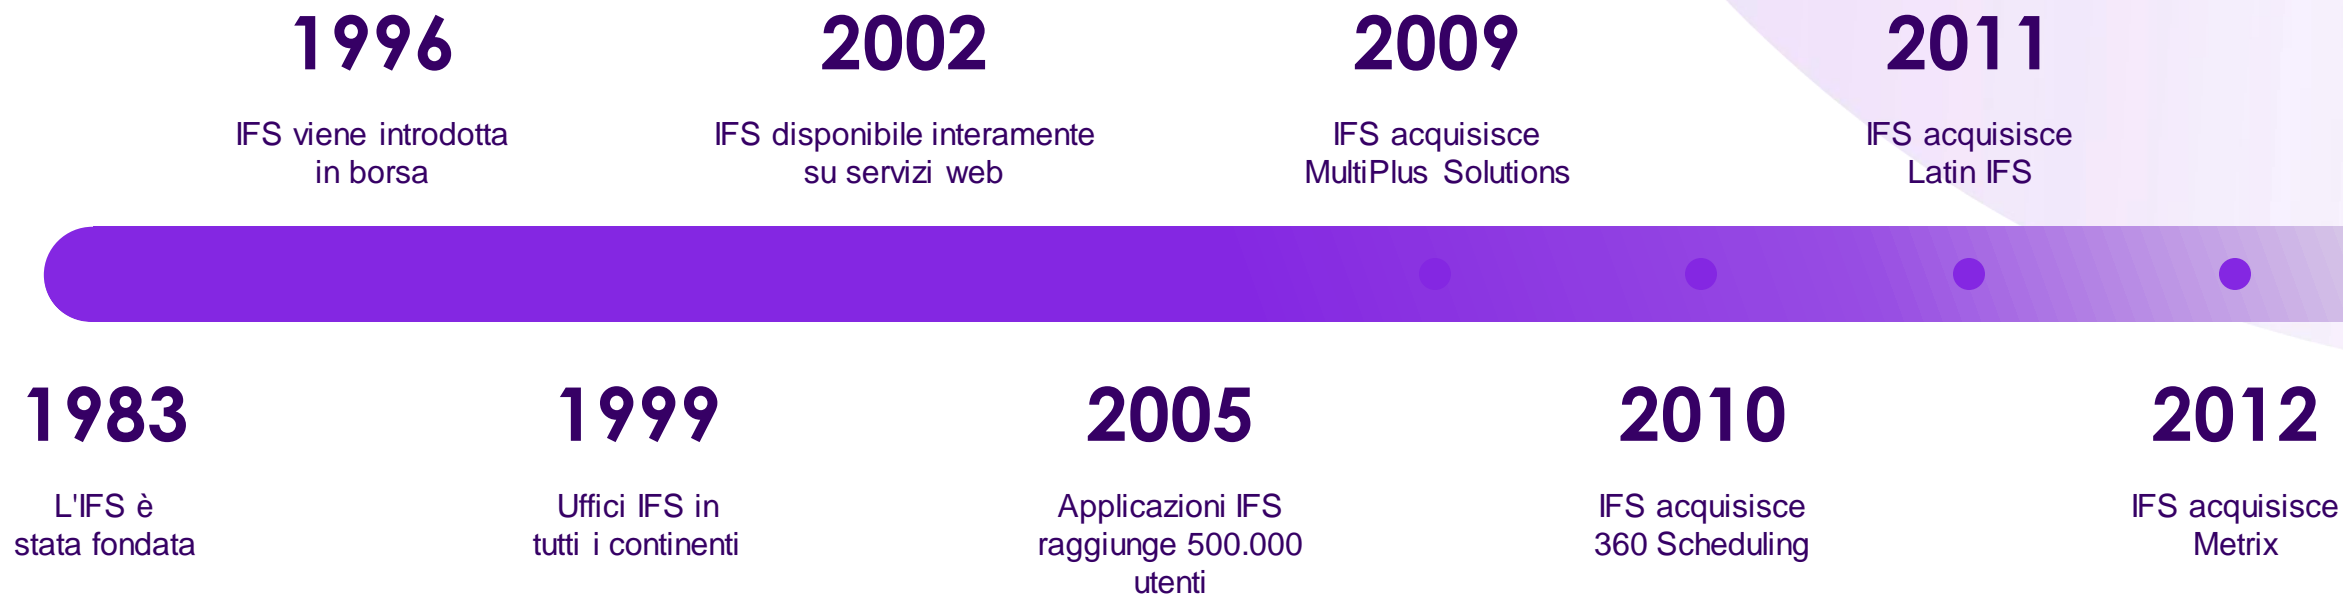 1996
IFS viene introdotta
in borsa
2002
IFS disponibile interamente
su servizi web
2009
IFS acquisisce
MultiPlus Solutions
2011
IFS acquisisce
Latin IFS
1983
L'IFS è
stata fondata
1999
Uffici IFS in
tutti i continenti
2005
Applicazioni IFS
raggiunge 500.000
utenti
2010
IFS acquisisce
360 Scheduling
2012
IFS acquisisce
Metrix